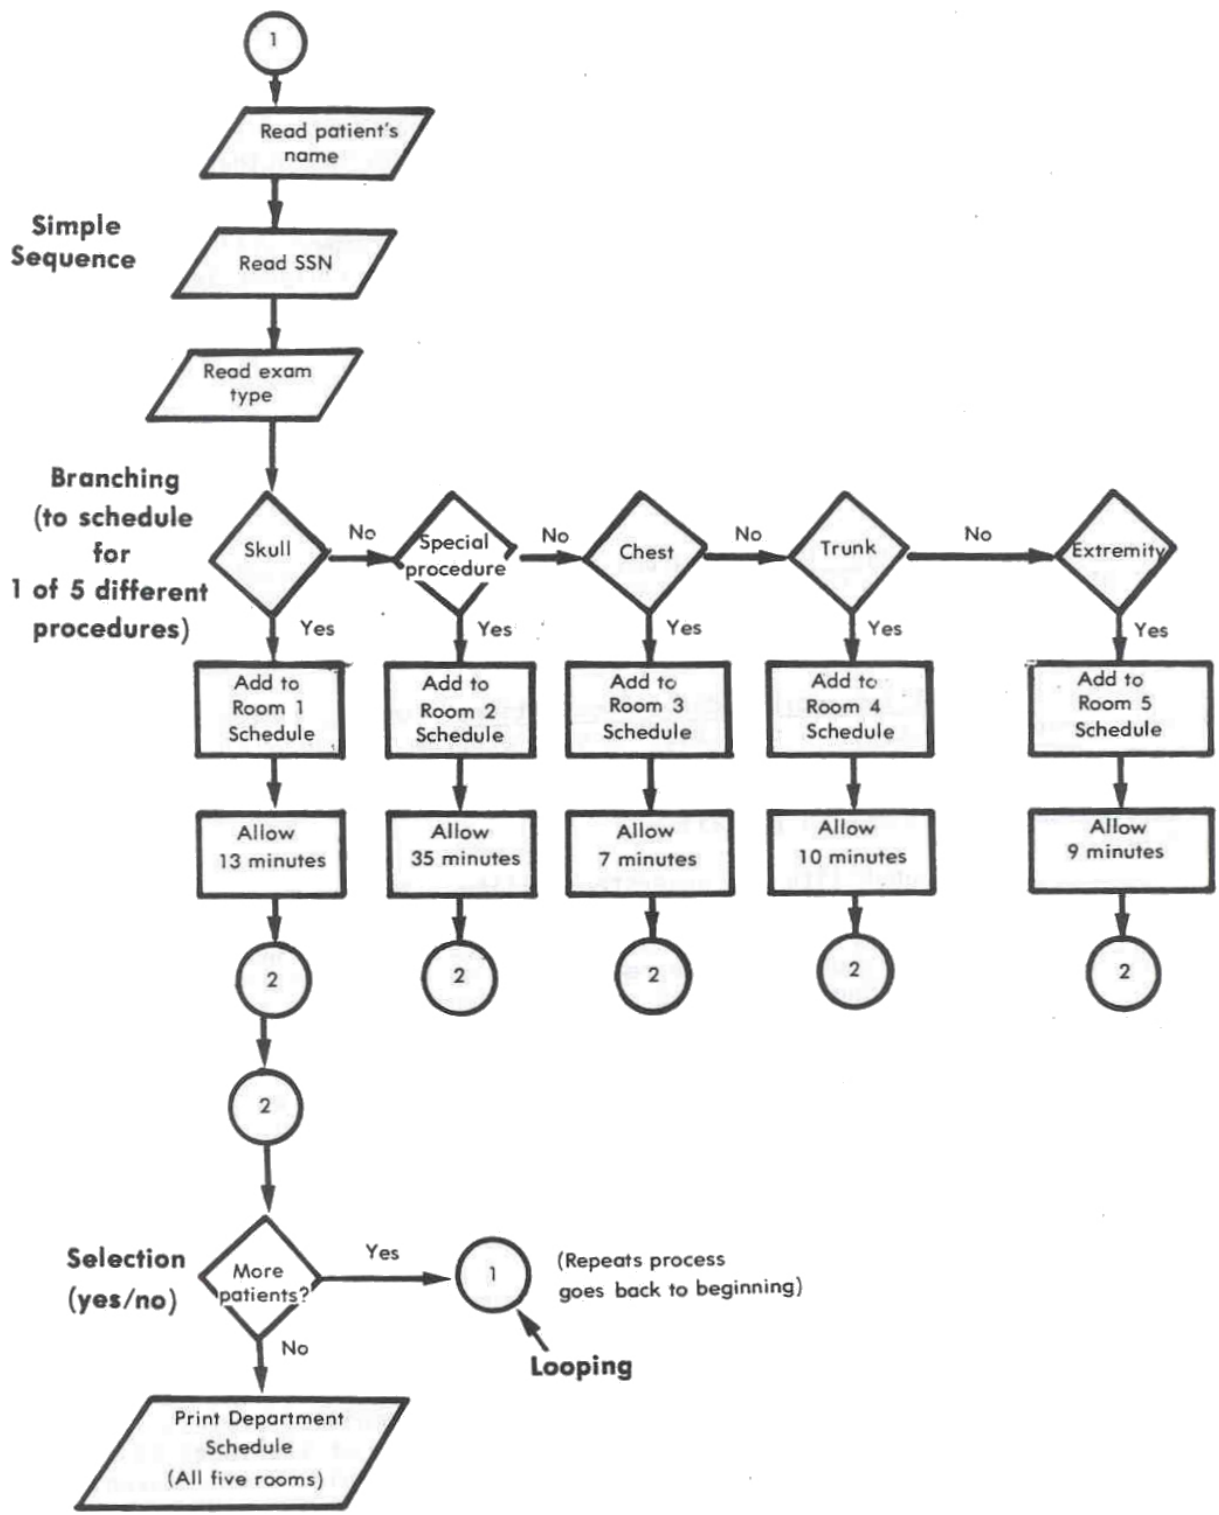 1
Read patient's
name
Simple
Sequence
Read SSN
Read exam
type
Branching
(to schedule
for
1 of 5 different
procedures)
Skull
No
Special
procedure
No
Chest
No
Trunk
No
Extremity
Yes
Yes
Yes
Yes
Yes
Add to
Room 1
Schedule
Add to
Room 2
Schedule
Add to
Room 3
Schedule
Add to
Room 4
Schedule
Add to
Room 5
Schedule
Allow
13 minutes
Allow
35 minutes
Allow
7 minutes
Allow
10 minutes
Allow
9 minutes
2
2
2
2
2
2
Selection
(yes/no)
More
patients?
Yes
1
(Repeats process
goes back to beginning)
Looping
No
Print Department
Schedule
(All five rooms)